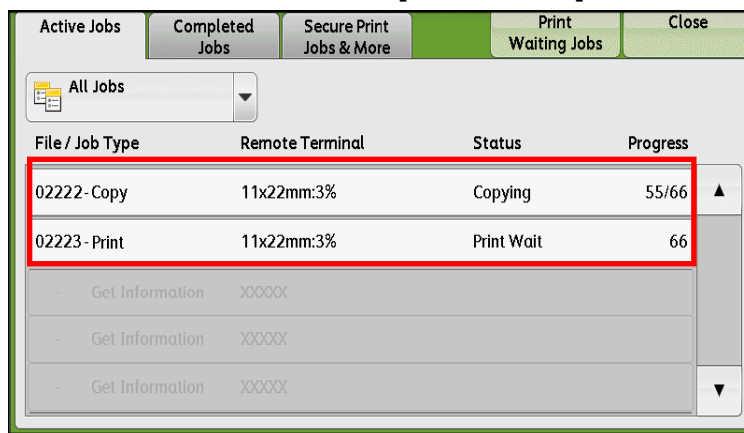 Active Jobs
Completed
Jobs
Secure Print
Jobs & More
Print
Waiting Jobs
Close
All Jobs
File / Job Type Remote Terminal Status Progress
02222- Copy 11x22mm:3% Copying 55/66
02223 - Print 11x22mm:3% Print Wait 66
- Get Information XXXXX
- Get Information XXXXX
- Get Information XXXXX